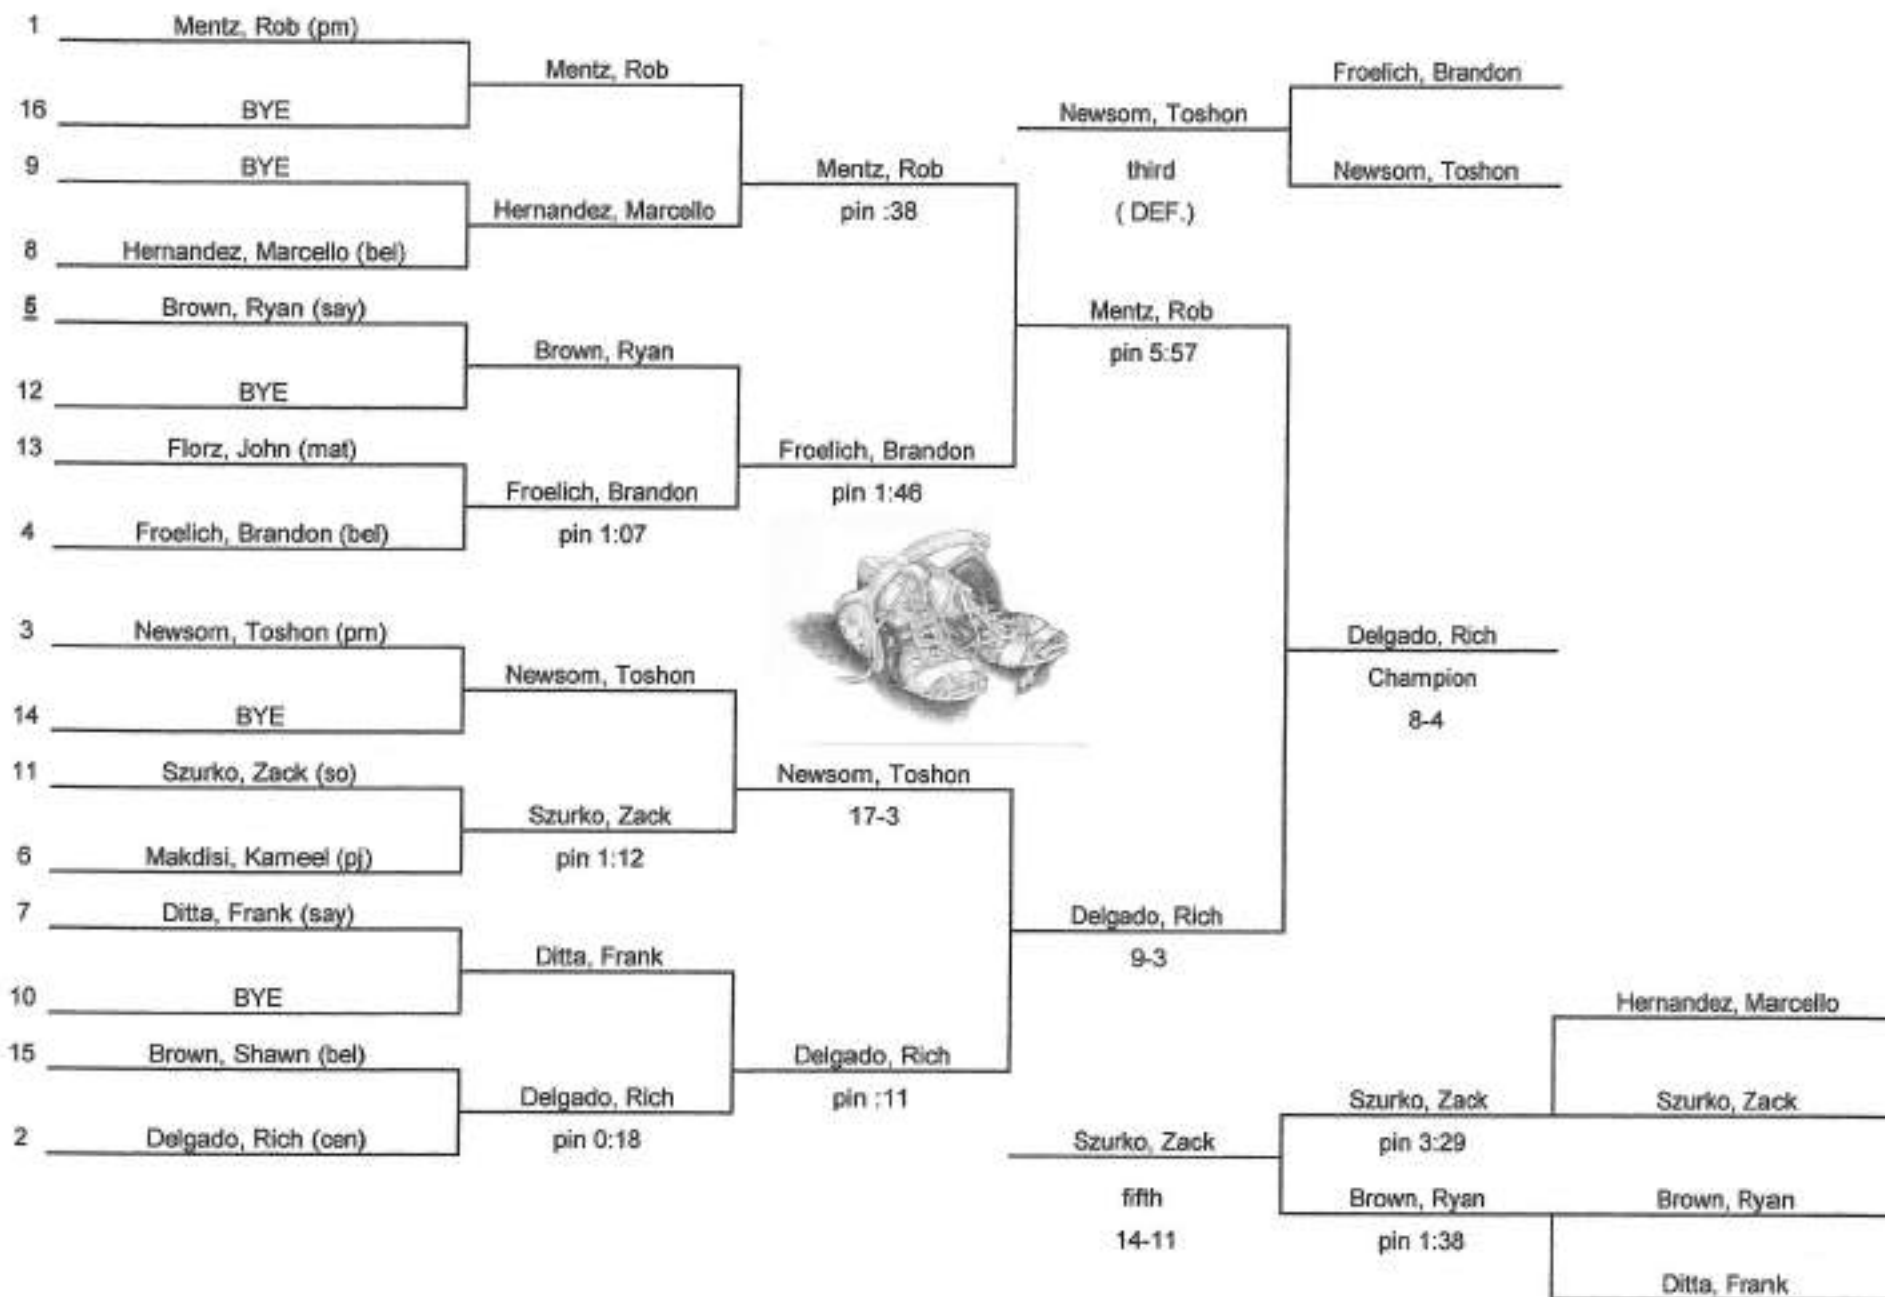 1 Mentz, Rob (pm)
16 BYE
9 BYE
8 Hernandez, Marcello (bel)
5 Brown, Ryan (say)
12 BYE
13 Florz, John (mat)
4 Froelich, Brandon (bel)
3 Newsom, Toshon (pm)
14 BYE
11 Szurko, Zack (so)
6 Makdisi, Kameel (pj)
7 Ditta, Frank (say)
10 BYE
15 Brown, Shawn (bel)
2 Delgado, Rich (cen)
Mentz, Rob
Hernandez, Marcello
Brown, Ryan
Froelich, Brandon
pin 1:07
Newsom, Toshon
Szurko, Zack
pin 1:12
Ditta, Frank
Delgado, Rich
pin 0:18
Mentz, Rob
pin :38
Froelich, Brandon
pin 1:46
Newsom, Toshon
17-3
Delgado, Rich
pin :11
Mentz, Rob
pin 5:57
Delgado, Rich
9-3
Delgado, Rich
Champion
8-4
Froelich, Brandon
Newsom, Toshon
Newsom, Toshon
third
( DEF.)
Hernandez, Marcello
Szurko, Zack
Brown, Ryan
Ditta, Frank
Szurko, Zack
pin 3:29
Brown, Ryan
pin 1:38
Szurko, Zack
fifth
14-11